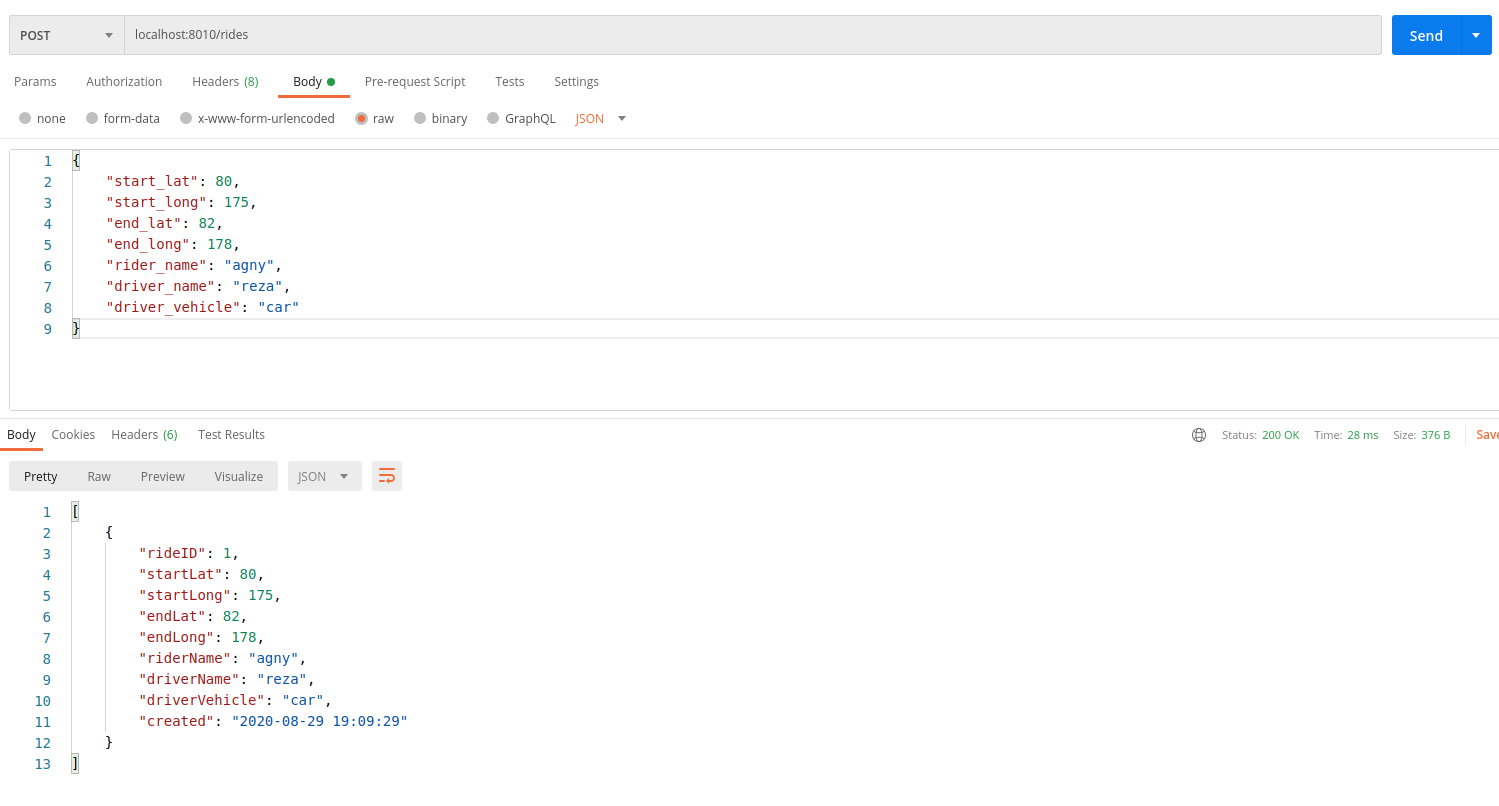 POST localhost:8010/rides Send
Params Authorization Headers (8) Body Pre-request Script Tests Settings
none form-data x-www-form-urlencoded raw binary GraphQL JSON
1 {
2 "start_lat": 80,
3 "start_long": 175,
4 "end_lat": 82,
5 "end_long": 178,
6 "rider_name": "agny",
7 "driver_name": "reza",
8 "driver_vehicle": "car"
9 }
Body Cookies Headers (6) Test Results Status: 200 OK Time: 28 ms Size: 376 B Save
Pretty Raw Preview Visualize JSON
1 [
2 {
3 "rideID": 1,
4 "startLat": 80,
5 "startLong": 175,
6 "endLat": 82,
7 "endLong": 178,
8 "riderName": "agny",
9 "driverName": "reza",
10 "driverVehicle": "car",
11 "created": "2020-08-29 19:09:29"
12 }
13 ]